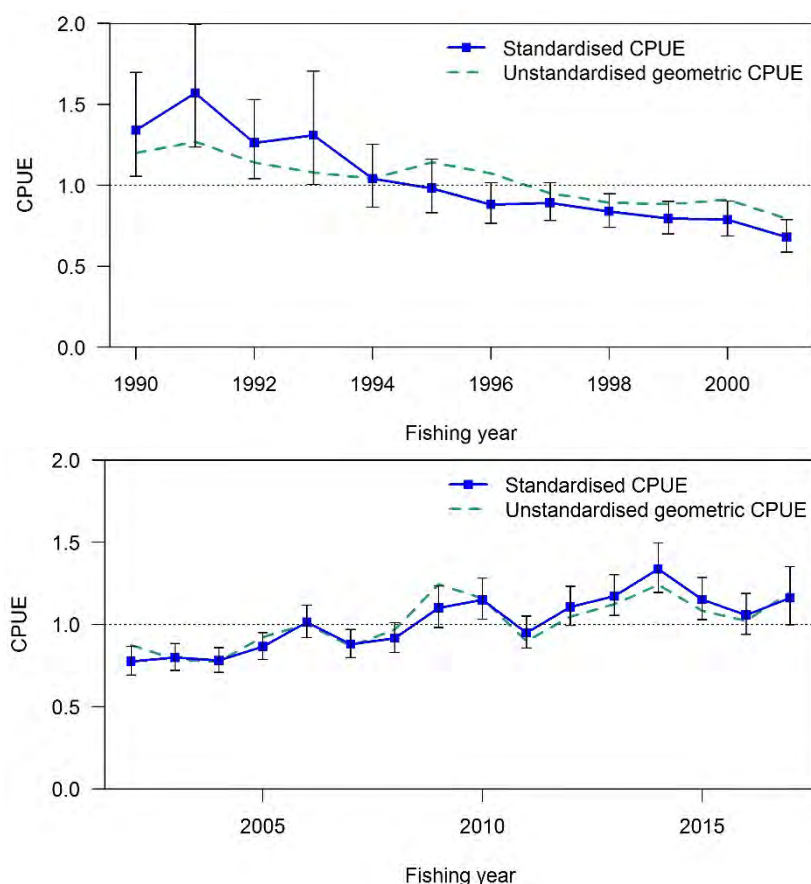 2.0
1.5
1.0
0.5
0.0
CPUE
Standardised CPUE
Unstandardised geometric CPUE
1990 1992 1994 1996 1998 2000
Fishing year
2.0
1.5
1.0
0.5
0.0
CPUE
Standardised CPUE
Unstandardised geometric CPUE
2005 2010 2015
Fishing year